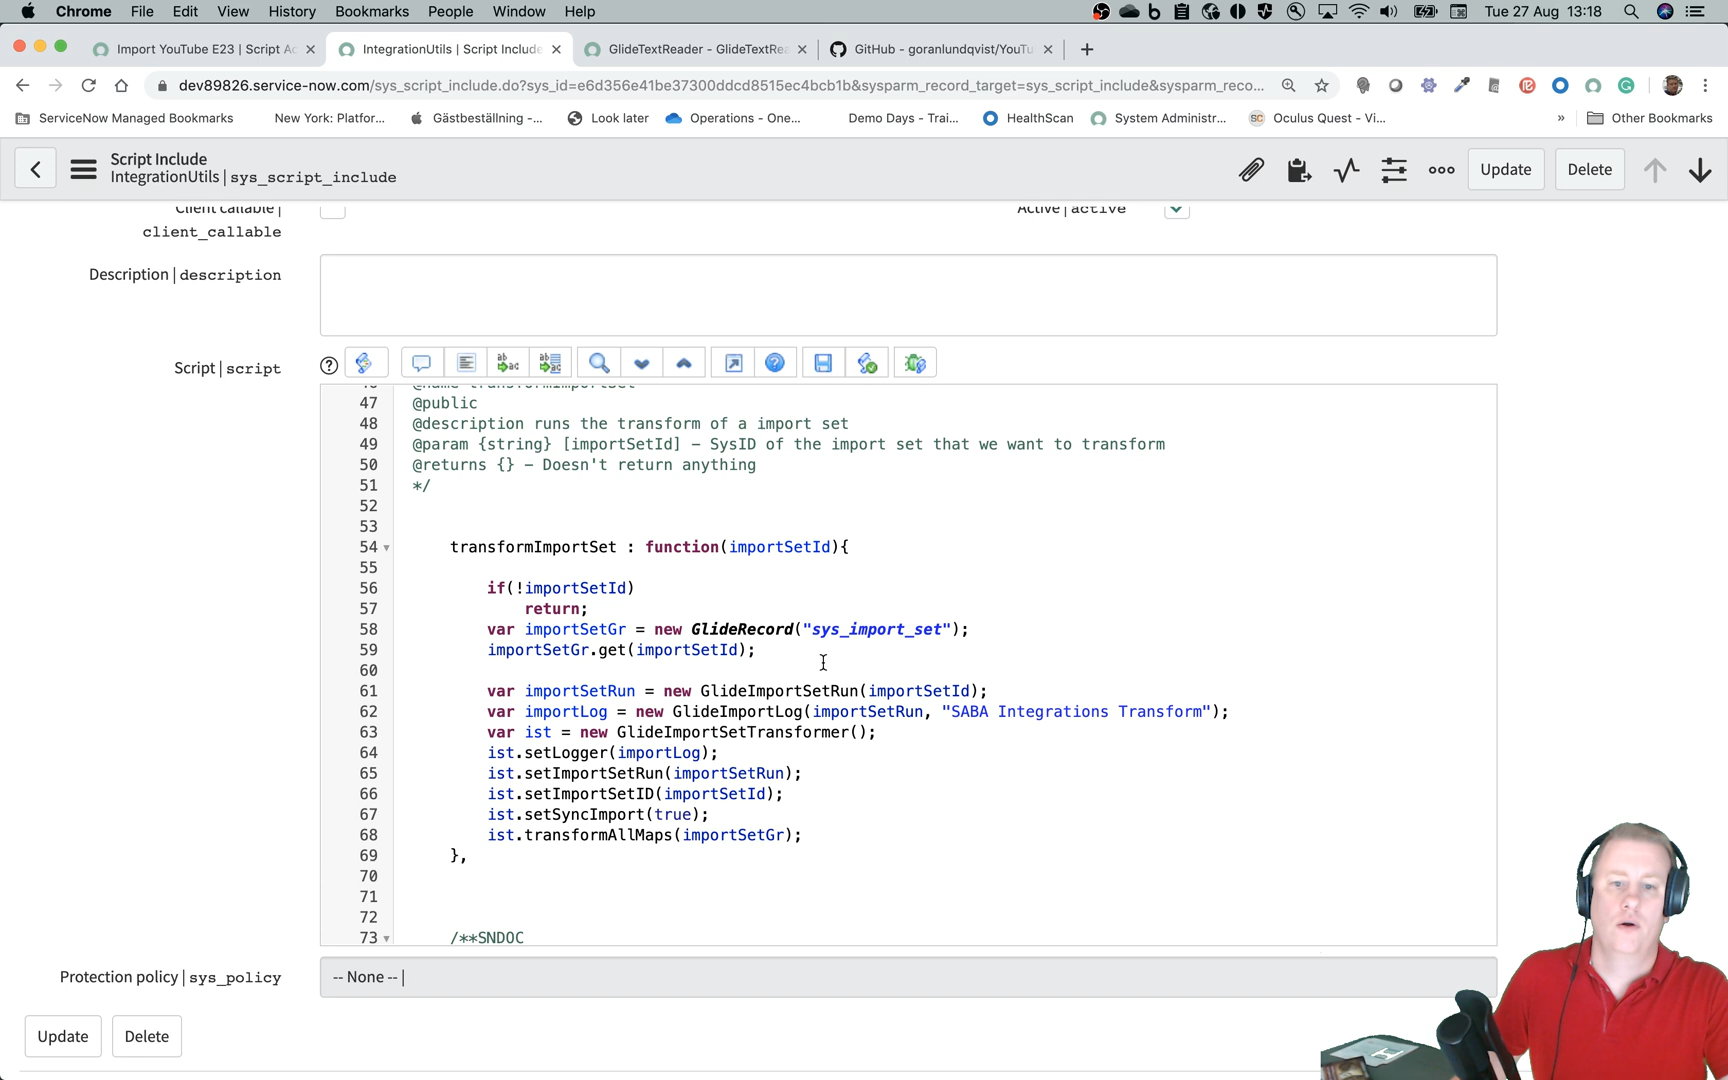 Chrome File Edit View History Bookmarks People Window Help Tue 27 Aug 13:18
Import YouTube E23 | Script Ac
IntegrationUtils | Script Include
GlideTextReader - GlideTextRea
GitHub - goranlundqvist/YouTu
dev89826.service-now.com/sys_script_include.do?sys_id=e6d356e41be37300ddcd8515ec4bcb1b&sysparm_record_target=sys_script_include&sysparm_reco...
ServiceNow Managed Bookmarks New York: Platfor... Gästbeställning -... Look later Operations - One... Demo Days - Trai... HealthScan System Administr... Oculus Quest - Vi... » Other Bookmarks
Script Include
IntegrationUtils | sys_script_include
Update Delete
Client callable |
client_callable
Active | active
Description | description
Script | script
46 @name transformImportSet
47 @public
48 @description runs the transform of a import set
49 @param {string} [importSetId] - SysID of the import set that we want to transform
50 @returns {} - Doesn't return anything
51 */
52
53
54 transformImportSet : function(importSetId){
55
56 if(!importSetId)
57 return;
58 var importSetGr = new GlideRecord("sys_import_set");
59 importSetGr.get(importSetId);
60
61 var importSetRun = new GlideImportSetRun(importSetId);
62 var importLog = new GlideImportLog(importSetRun, "SABA Integrations Transform");
63 var ist = new GlideImportSetTransformer();
64 ist.setLogger(importLog);
65 ist.setImportSetRun(importSetRun);
66 ist.setImportSetID(importSetId);
67 ist.setSyncImport(true);
68 ist.transformAllMaps(importSetGr);
69 },
70
71
72
73 /**SNDOC
Protection policy | sys_policy
-- None --
Update Delete